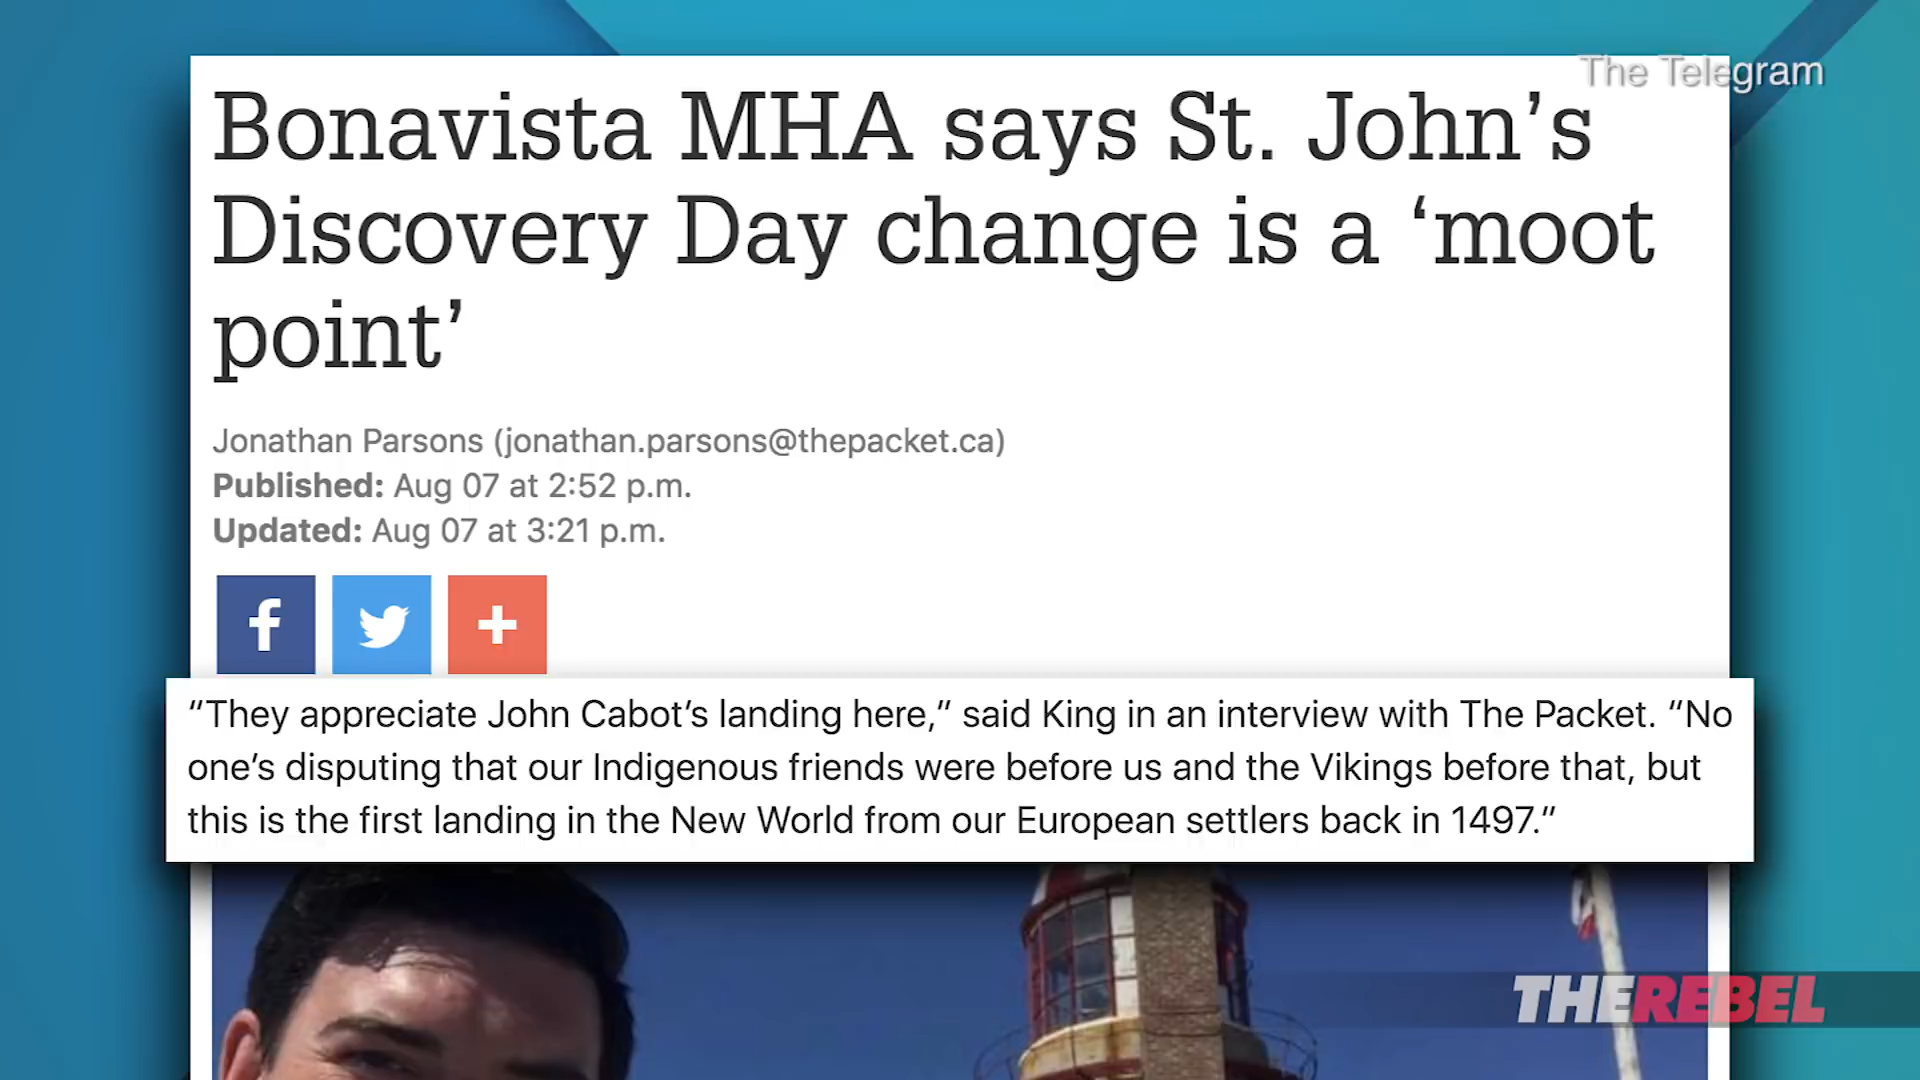 The Telegram
Bonavista MHA says St. John’s
Discovery Day change is a ‘moot
point’
Jonathan Parsons (jonathan.parsons@thepacket.ca)
Published: Aug 07 at 2:52 p.m.
Updated: Aug 07 at 3:21 p.m.
“They appreciate John Cabot’s landing here,” said King in an interview with The Packet. “No
one’s disputing that our Indigenous friends were before us and the Vikings before that, but
this is the first landing in the New World from our European settlers back in 1497.”
THEREBEL